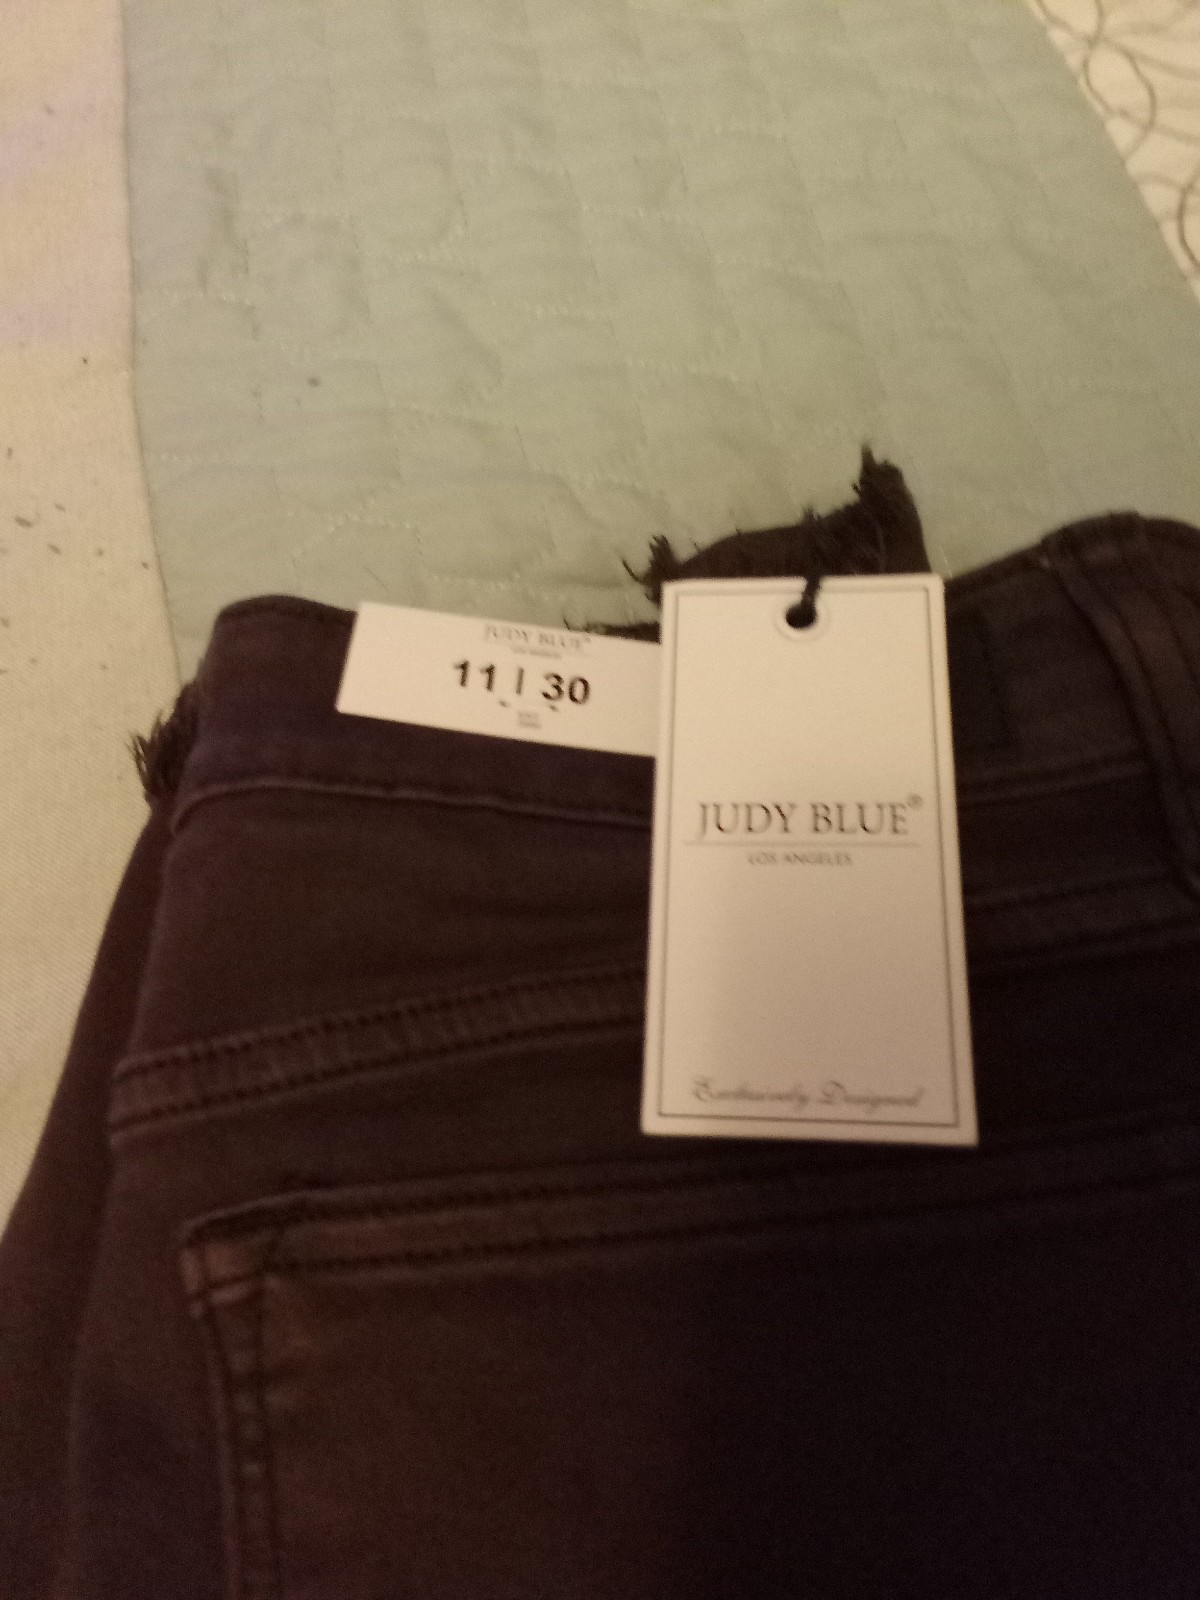 JUDY BLUE®
11 | 30
JUDY BLUE®
LOS ANGELES
Exclusively Designed